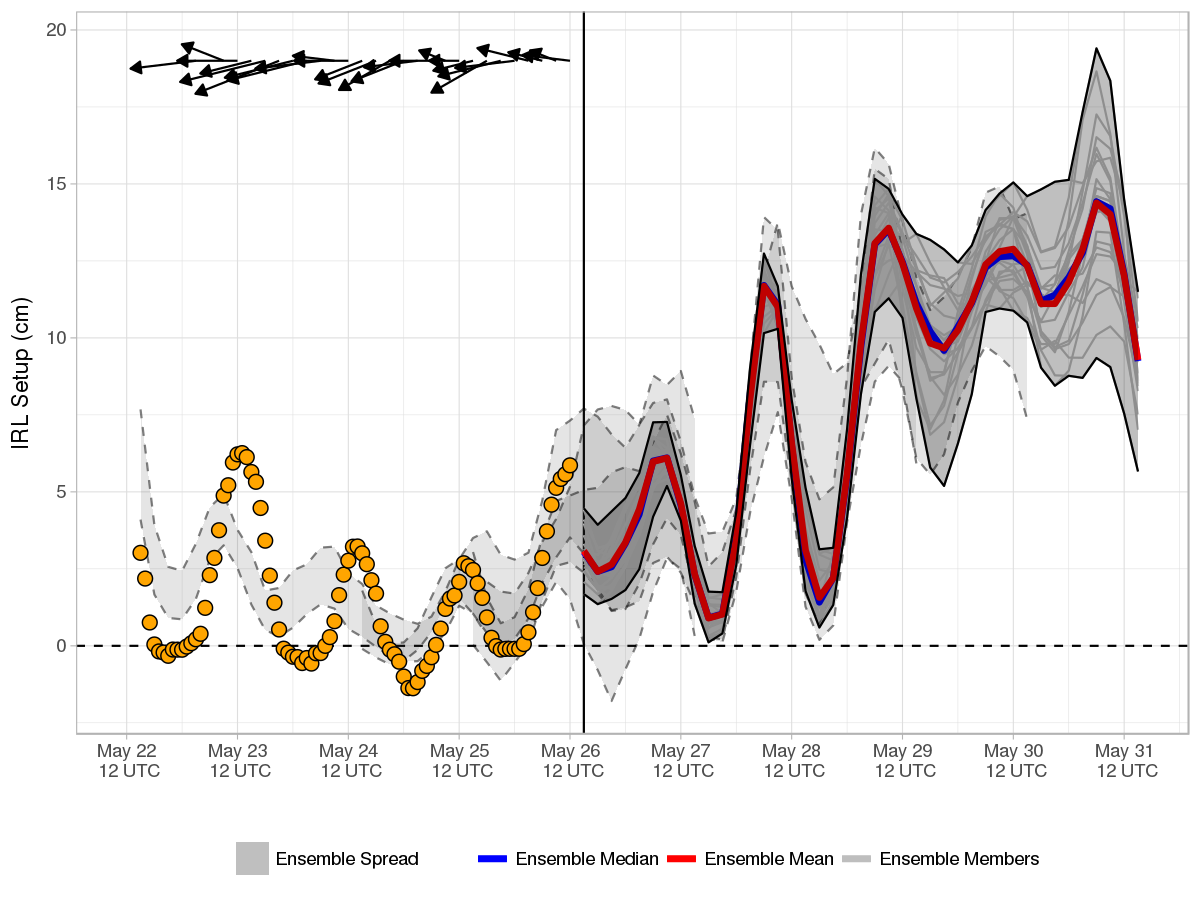 20
15
10
5
0
IRL Setup (cm)
May 22 May 23 May 24 May 25 May 26 May 27 May 28 May 29 May 30 May 31
12 UTC 12 UTC 12 UTC 12 UTC 12 UTC 12 UTC 12 UTC 12 UTC 12 UTC 12 UTC
Ensemble Spread Ensemble Median Ensemble Mean Ensemble Members